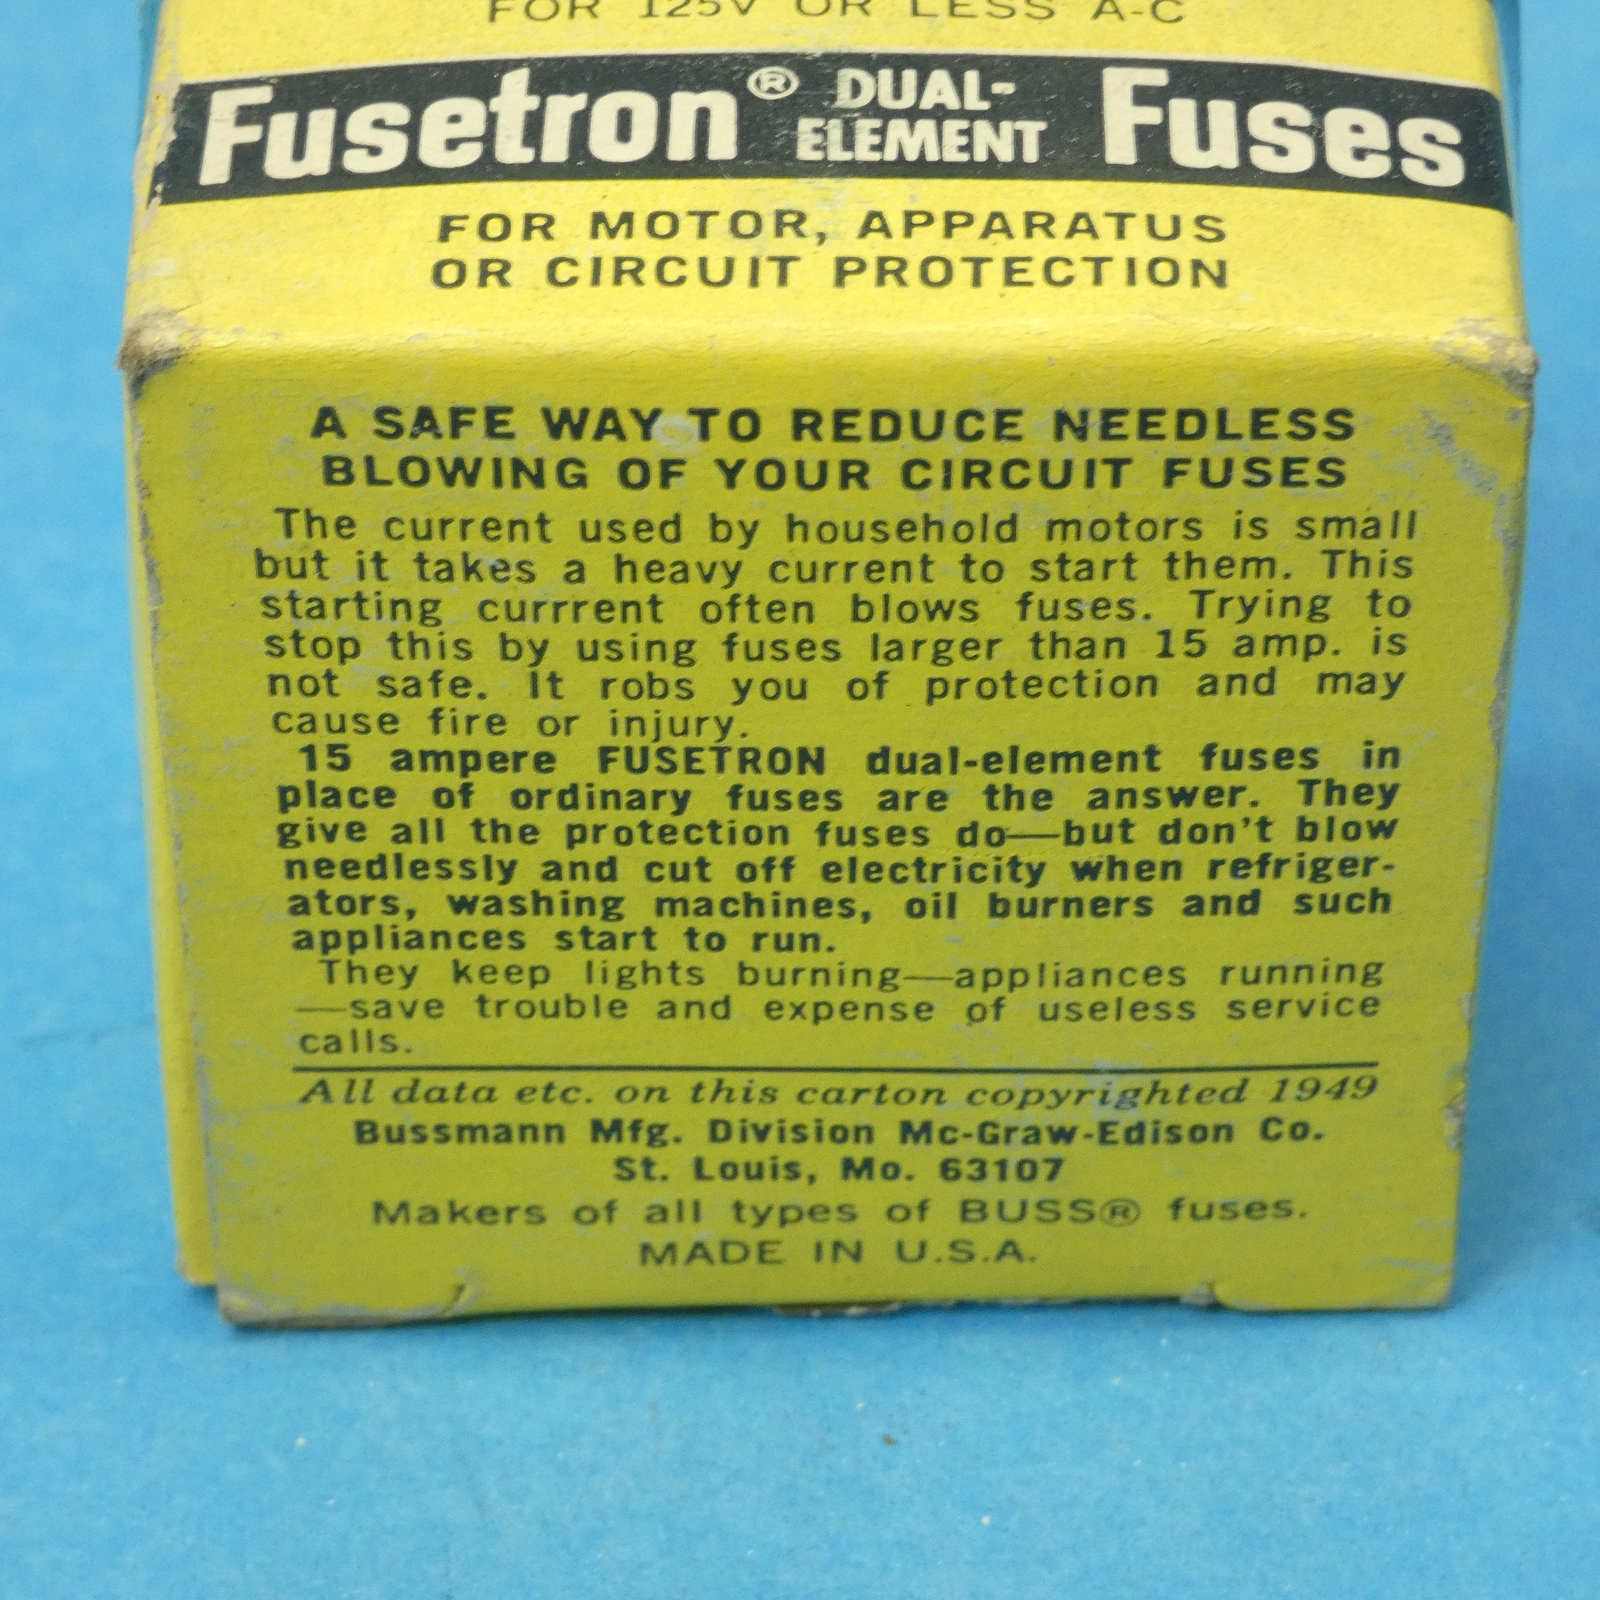 FOR 125V OR LESS A-C
Fusetron® DUAL-ELEMENT Fuses
FOR MOTOR, APPARATUS
OR CIRCUIT PROTECTION
A SAFE WAY TO REDUCE NEEDLESS
BLOWING OF YOUR CIRCUIT FUSES
The current used by household motors is small
but it takes a heavy current to start them. This
starting currrent often blows fuses. Trying to
stop this by using fuses larger than 15 amp. is
not safe. It robs you of protection and may
cause fire or injury.
15 ampere FUSETRON dual-element fuses in
place of ordinary fuses are the answer. They
give all the protection fuses do—but don't blow
needlessly and cut off electricity when refriger-
ators, washing machines, oil burners and such
appliances start to run.
They keep lights burning—appliances running
—save trouble and expense of useless service
calls.
All data etc. on this carton copyrighted 1949
Bussmann Mfg. Division Mc-Graw-Edison Co.
St. Louis, Mo. 63107
Makers of all types of BUSS® fuses.
MADE IN U.S.A.